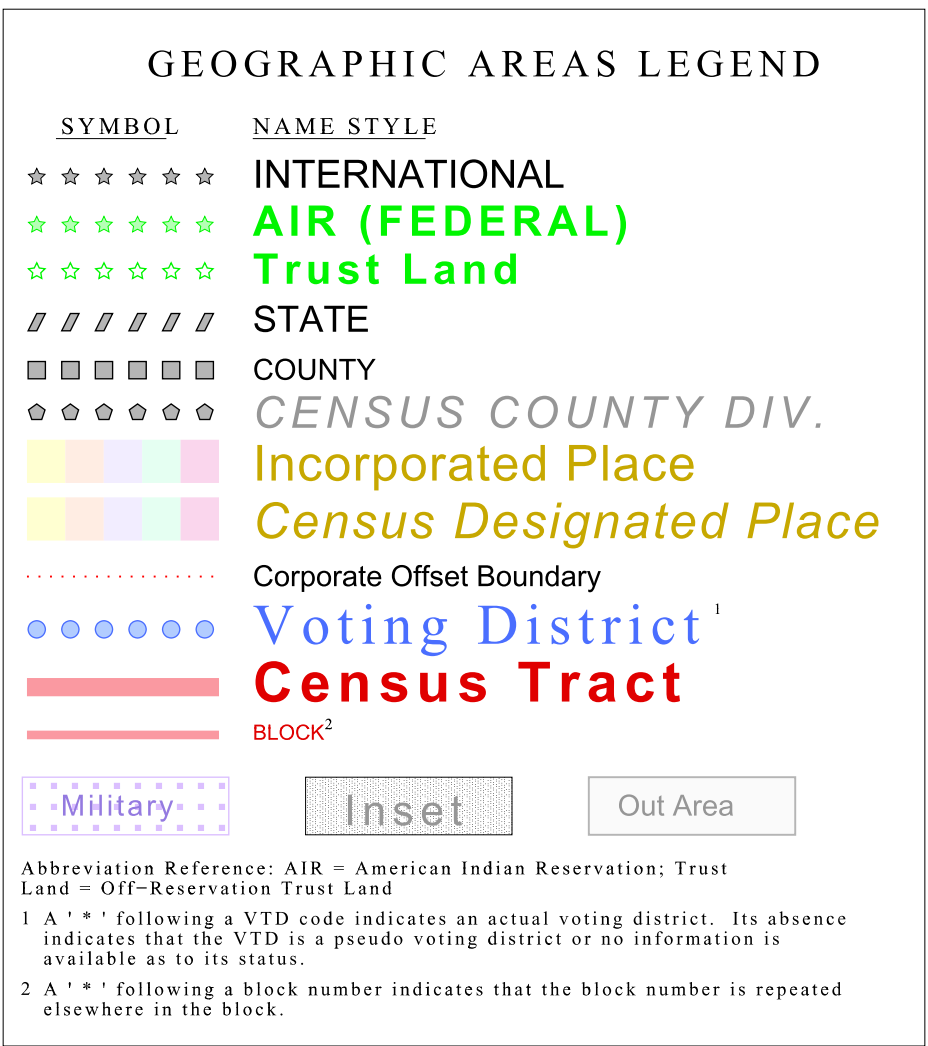 GEOGRAPHIC AREAS LEGEND
SYMBOL NAME STYLE
INTERNATIONAL
AIR (FEDERAL)
Trust Land
STATE
COUNTY
CENSUS COUNTY DIV.
Incorporated Place
Census Designated Place
Corporate Offset Boundary
Voting District 1
Census Tract
BLOCK2
Military Inset Out Area
Abbreviation Reference: AIR = American Indian Reservation; Trust
Land = Off-Reservation Trust Land
1 A ' * ' following a VTD code indicates an actual voting district. Its absence
indicates that the VTD is a pseudo voting district or no information is
available as to its status.
2 A ' * ' following a block number indicates that the block number is repeated
elsewhere in the block.